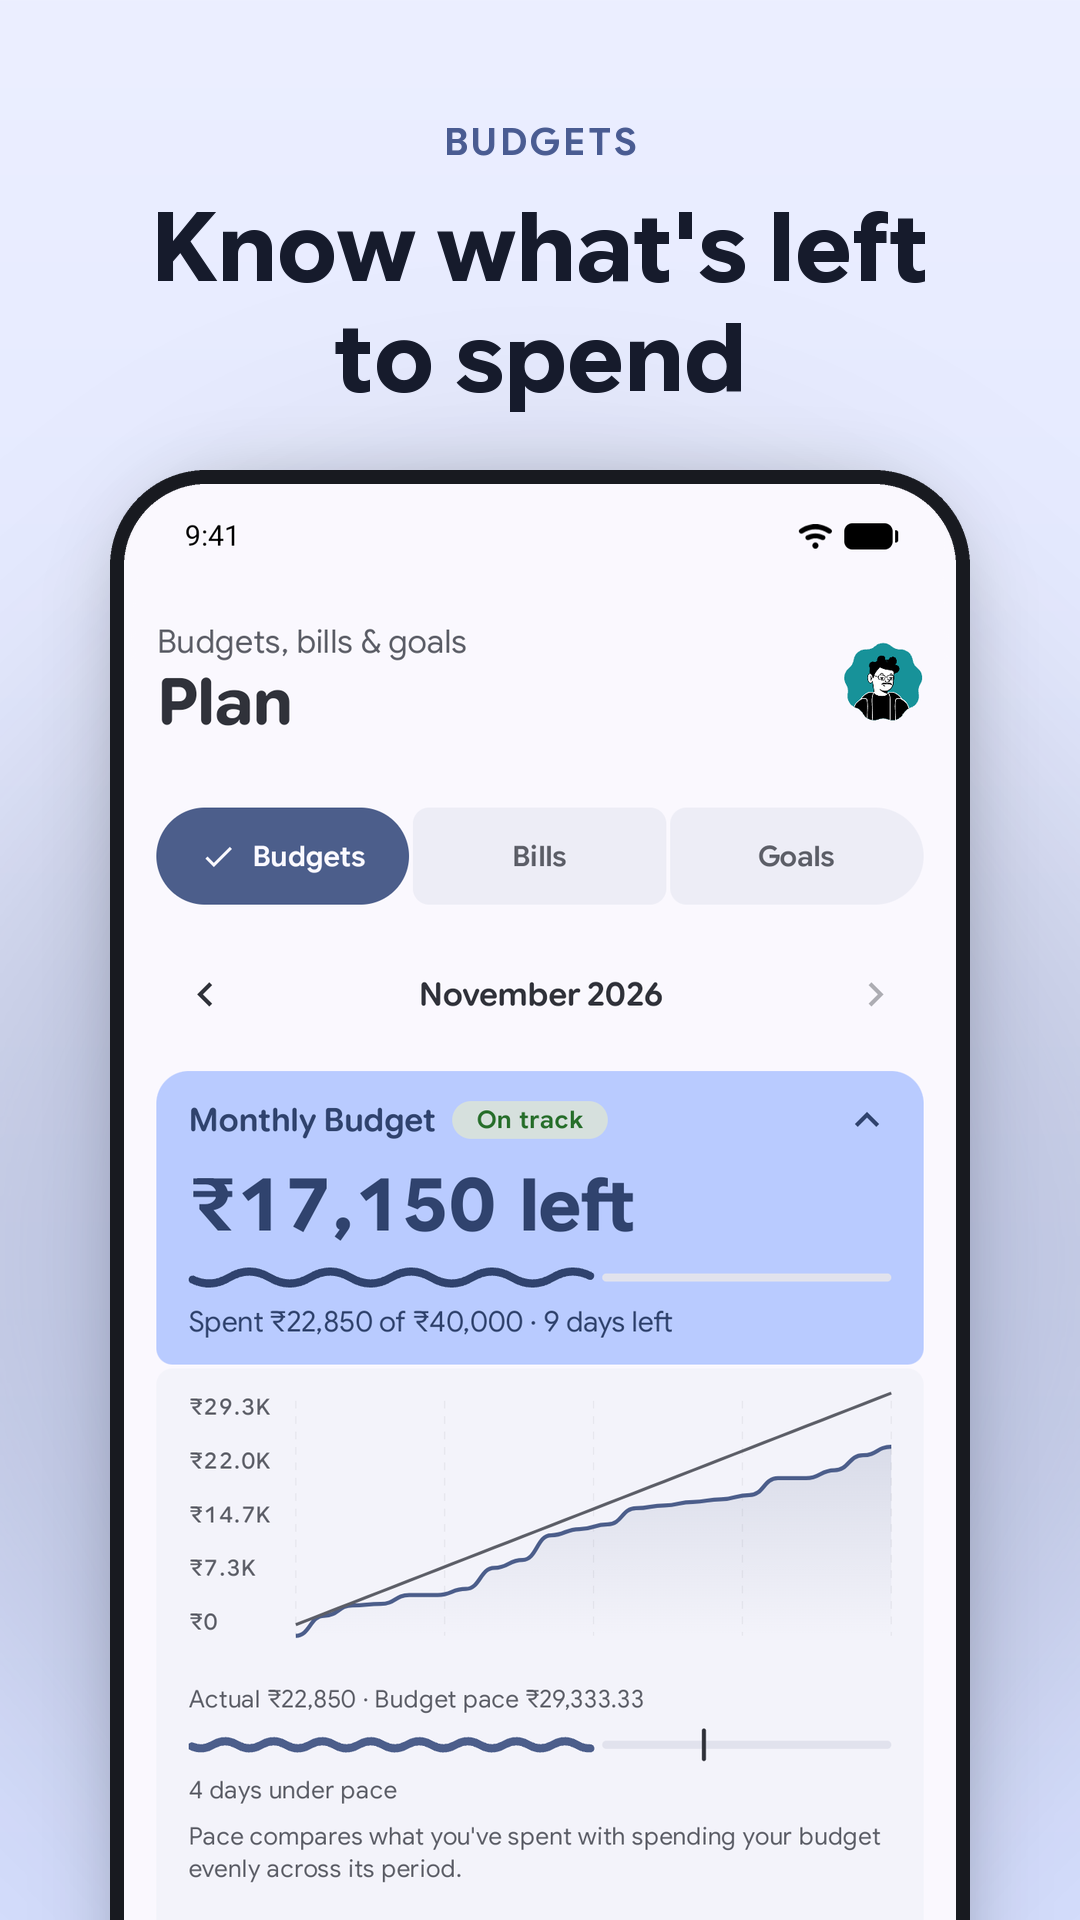 BUDGETS
Know what's left
to spend
9:41
Budgets, bills & goals
Plan
Budgets
Bills
Goals
November 2026
Monthly Budget
On track
₹17,150 left
Spent ₹22,850 of ₹40,000 · 9 days left
₹29.3K
₹22.0K
₹14.7K
₹7.3K
₹0
Actual ₹22,850 · Budget pace ₹29,333.33
4 days under pace
Pace compares what you've spent with spending your budget
evenly across its period.